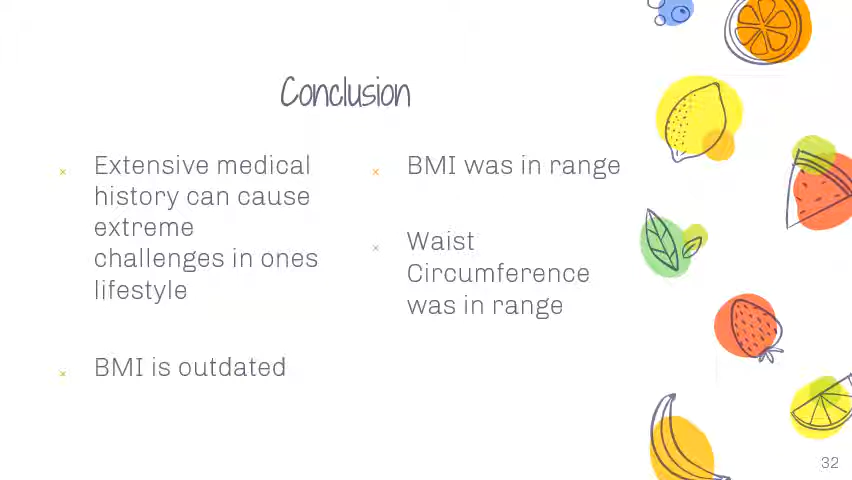 Conclusion
Extensive medical
history can cause
extreme
challenges in ones
lifestyle
BMI is outdated
BMI was in range
Waist
Circumference
was in range
32